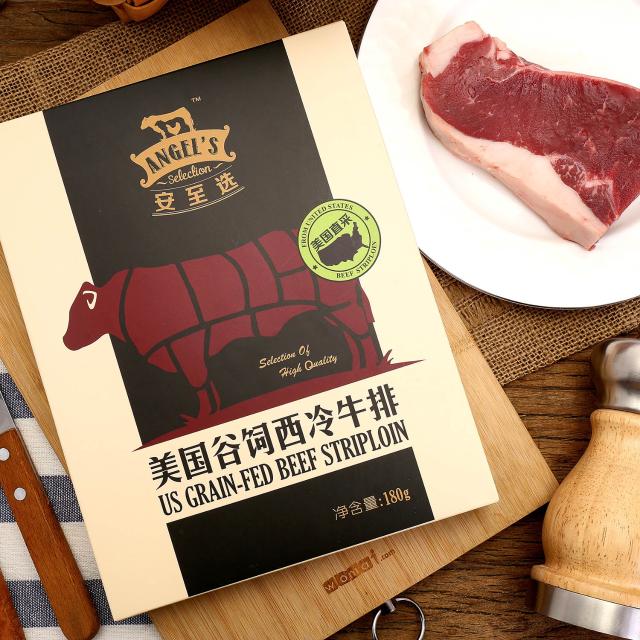 ™
ANGEL'S
Selection
安至选
FROM UNITED STATES
美国直采
BEEF STRIPLOIN
Selection Of
High Quality
美国谷饲西冷牛排
US GRAIN-FED BEEF STRIPLOIN
净含量:180g
.com